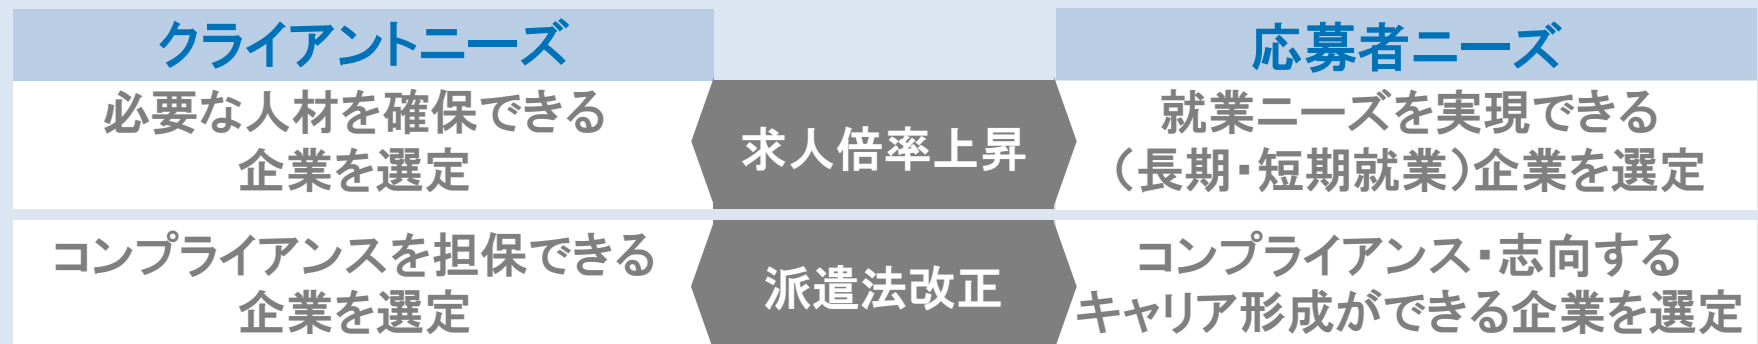 クライアントニーズ
応募者ニーズ
必要な人材を確保できる
企業を選定
求人倍率上昇
就業ニーズを実現できる
（長期・短期就業）企業を選定
コンプライアンスを担保できる
企業を選定
派遣法改正
コンプライアンス・志向する
キャリア形成ができる企業を選定